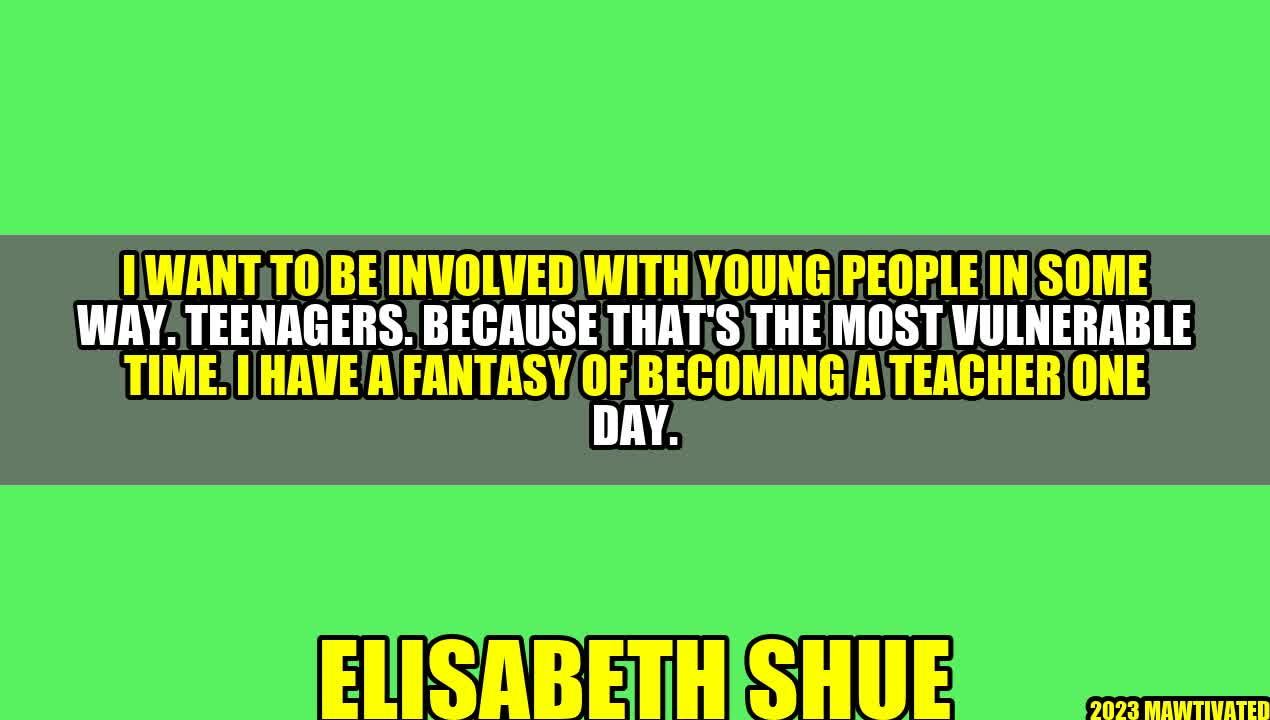 I WANT TO BE INVOLVED WITH YOUNG PEOPLE IN SOME
WAY. TEENAGERS. BECAUSE THAT'S THE MOST VULNERABLE
TIME. I HAVE A FANTASY OF BECOMING A TEACHER ONE
DAY.
ELISABETH SHUE
2023 MAWTIVATED